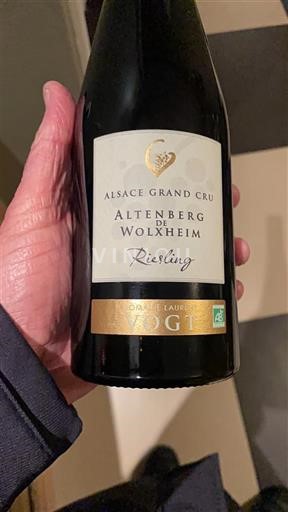 ALSACE GRAND CRU
ALTENBERG
DE
WOLXHEIM
Riesling
DOMAINE LAURENT
VOGT
AB